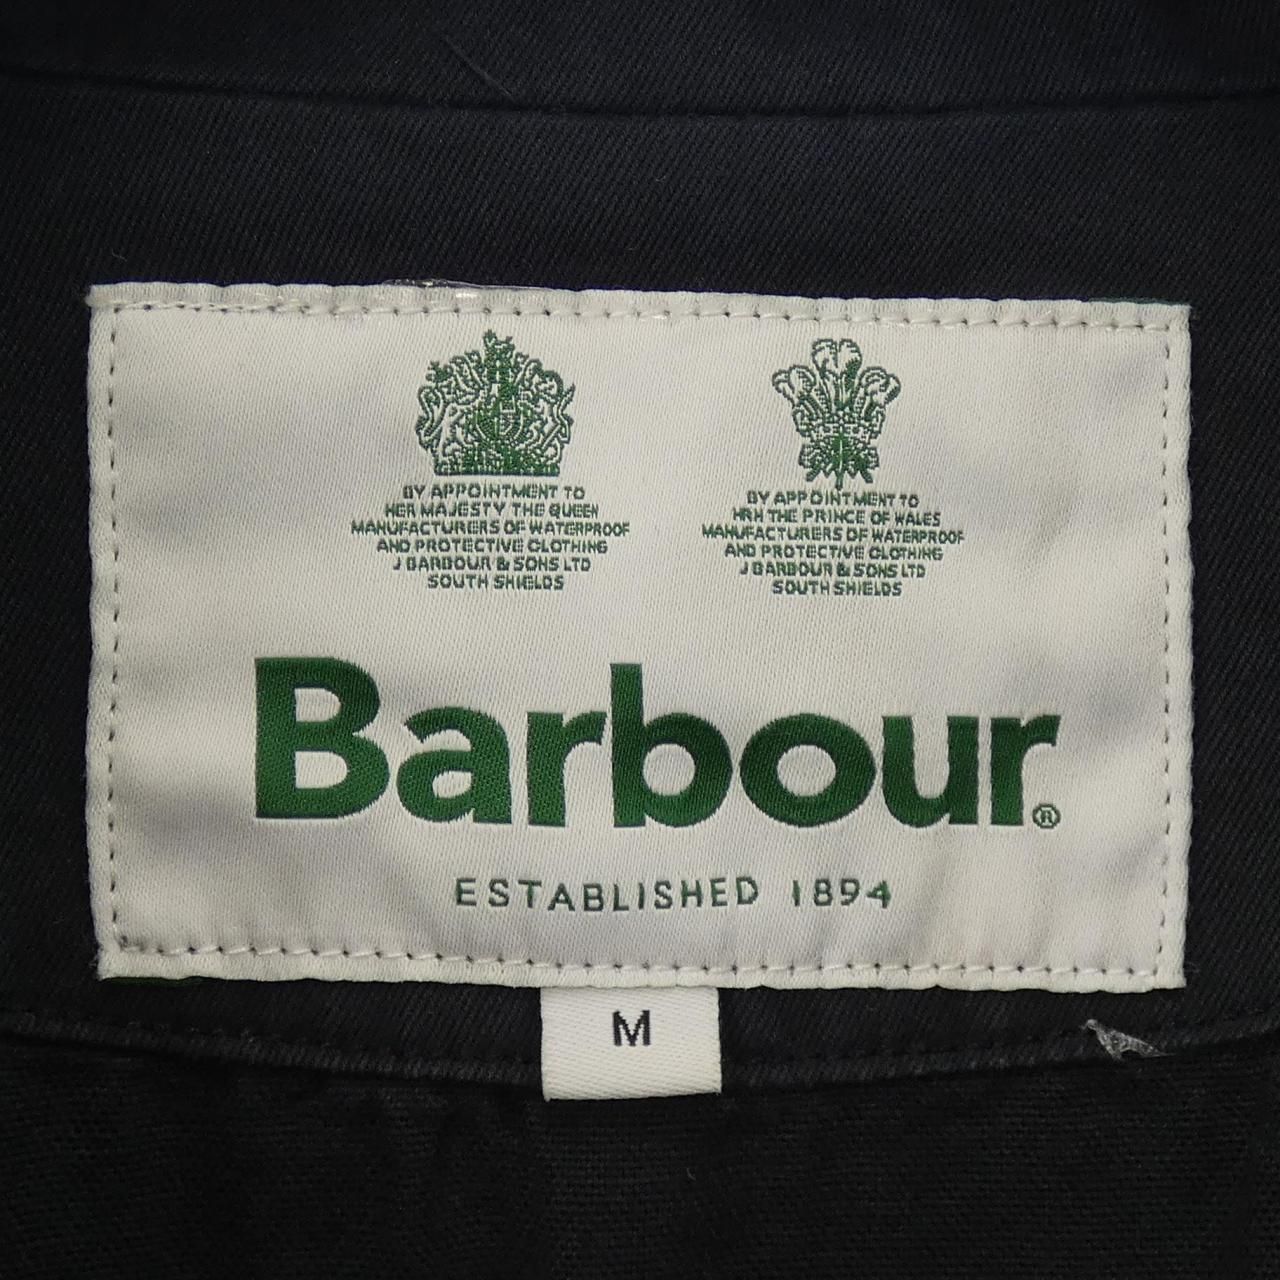 BY APPOINTMENT TO
HER MAJESTY THE QUEEN
MANUFACTURERS OF WATERPROOF
AND PROTECTIVE CLOTHING
J BARBOUR & SONS LTD
SOUTH SHIELDS
BY APPOINTMENT TO
HRH THE PRINCE OF WALES
MANUFACTURERS OF WATERPROOF
AND PROTECTIVE CLOTHING
J BARBOUR & SONS LTD
SOUTH SHIELDS
Barbour®
ESTABLISHED 1894
M